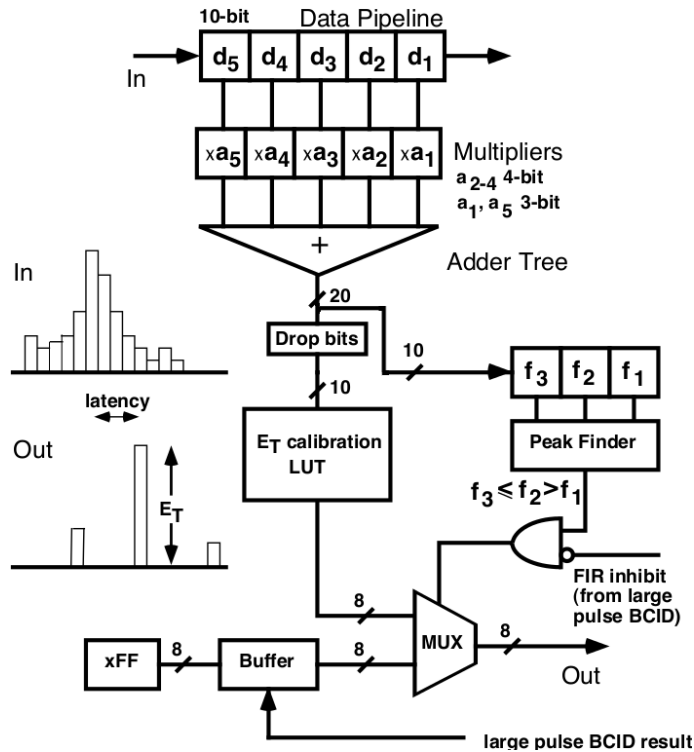 10-bit Data Pipeline
In
d5 d4 d3 d2 d1
xa5 xa4 xa3 xa2 xa1
Multipliers
a2-4 4-bit
a1, a5 3-bit
+
Adder Tree
In
20
Drop bits
10
10
f3 f2 f1
latency
ET calibration
LUT
Peak Finder
Out
f3≤f2>f1
ET
FIR inhibit
(from large
pulse BCID)
8
MUX
8
Out
xFF
8
Buffer
8
large pulse BCID result